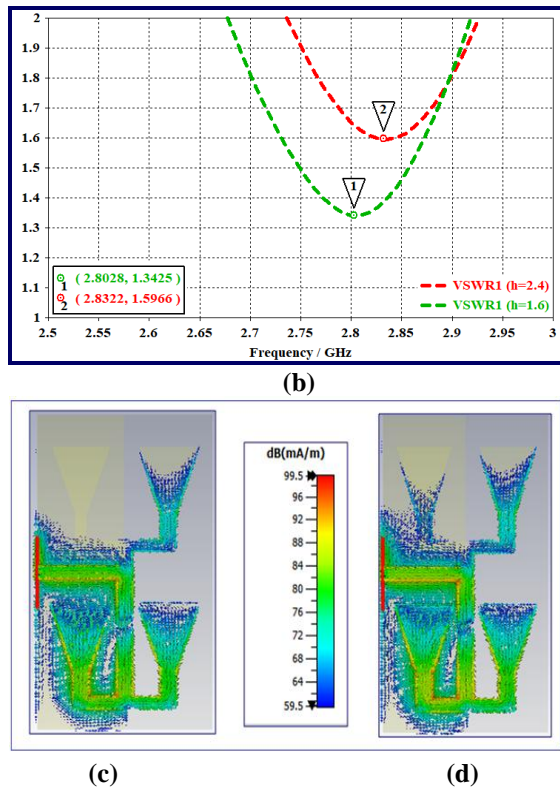 2
1.9
1.8
1.7
1.6
1.5
1.4
1.3
1.2
1.1
1
2
1
1 ( 2.8028, 1.3425 )
2 ( 2.8322, 1.5966 )
VSWR1 (h=2.4)
VSWR1 (h=1.6)
2.5 2.55 2.6 2.65 2.7 2.75 2.8 2.85 2.9 2.95 3
Frequency / GHz
(b)
dB(mA/m)
99.5
96
92
88
84
80
76
72
68
64
59.5
(c) (d)